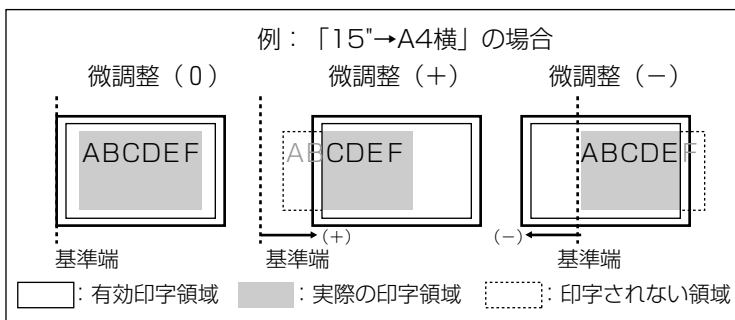 例：「15"→A4横」の場合
微調整（0） 微調整（+） 微調整（−）
ABCDEF ABCDEF ABCDEF
（+） （−）
基準端 基準端 基準端
：有効印字領域 ：実際の印字領域 ：印字されない領域